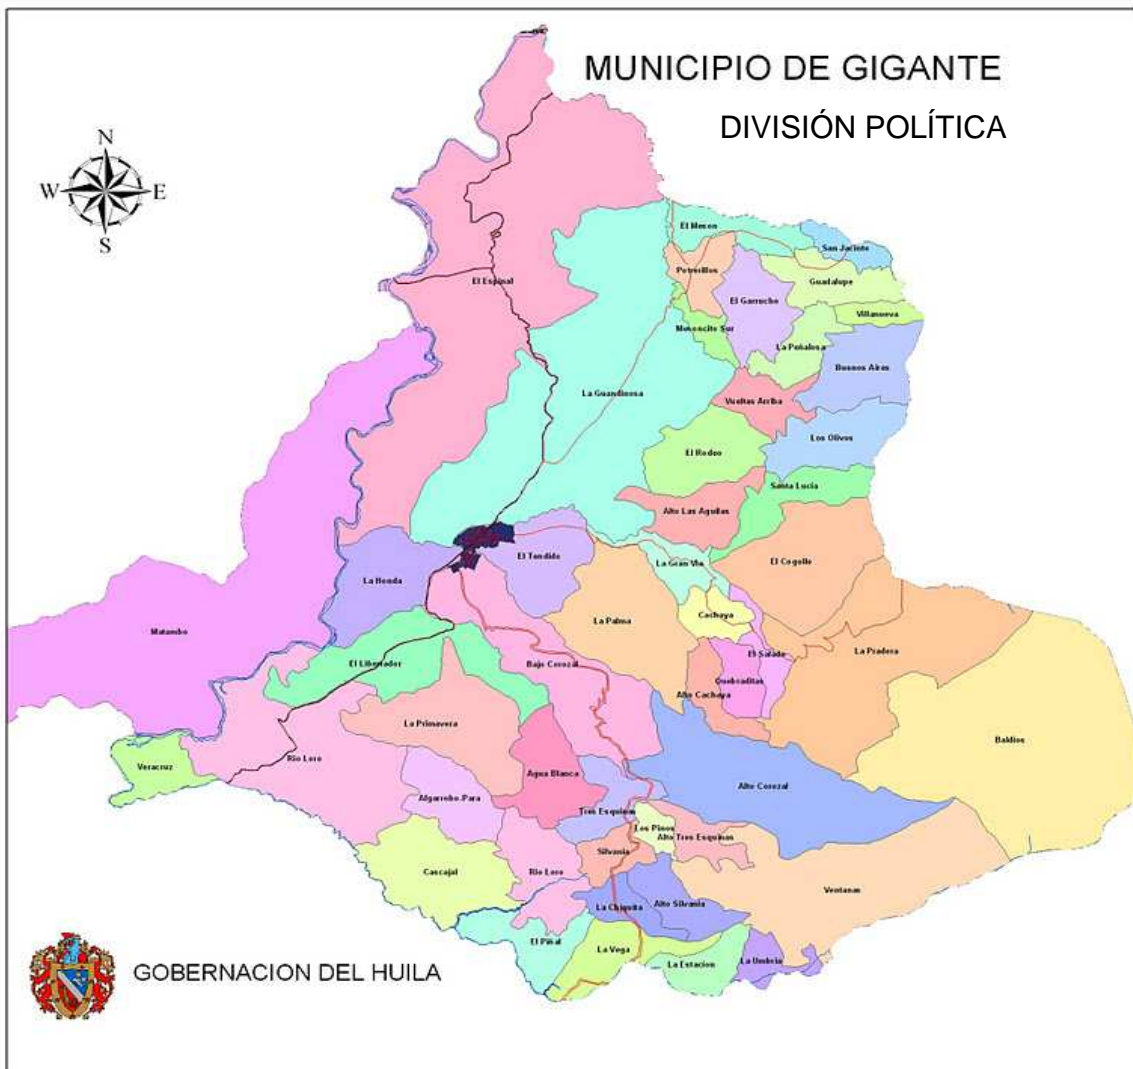 MUNICIPIO DE GIGANTE
DIVISIÓN POLÍTICA
N
W E
S
El Meson
San Jacinto
Potrerillos
Guadalupe
El Espinal
El Garrucho
Villanueva
Mesoncito Sur
La Peñalosa
Buenos Aires
La Guandinosa
Vueltas Arriba
Los Olivos
El Rodeo
Santa Lucia
Alto Las Aguilas
El Tendido
La Gran Via
El Cogollo
La Honda
Cachaya
La Palma
Matambo
El Salado
La Pradera
El Libertador
Bajo Corozal
Quebraditas
Alto Cachaya
La Primavera
Baldios
Rio Loro
Veracruz
Agua Blanca
Alto Corozal
Algarrobo-Para
Tres Esquinas
Los Pinos
Alto Tres Esquinas
Silvania
Cascajal
Rio Loro
Ventanas
La Chiquita
Alto Silvania
El Piñal
La Vega
La Estacion
La Umbria
GOBERNACION DEL HUILA